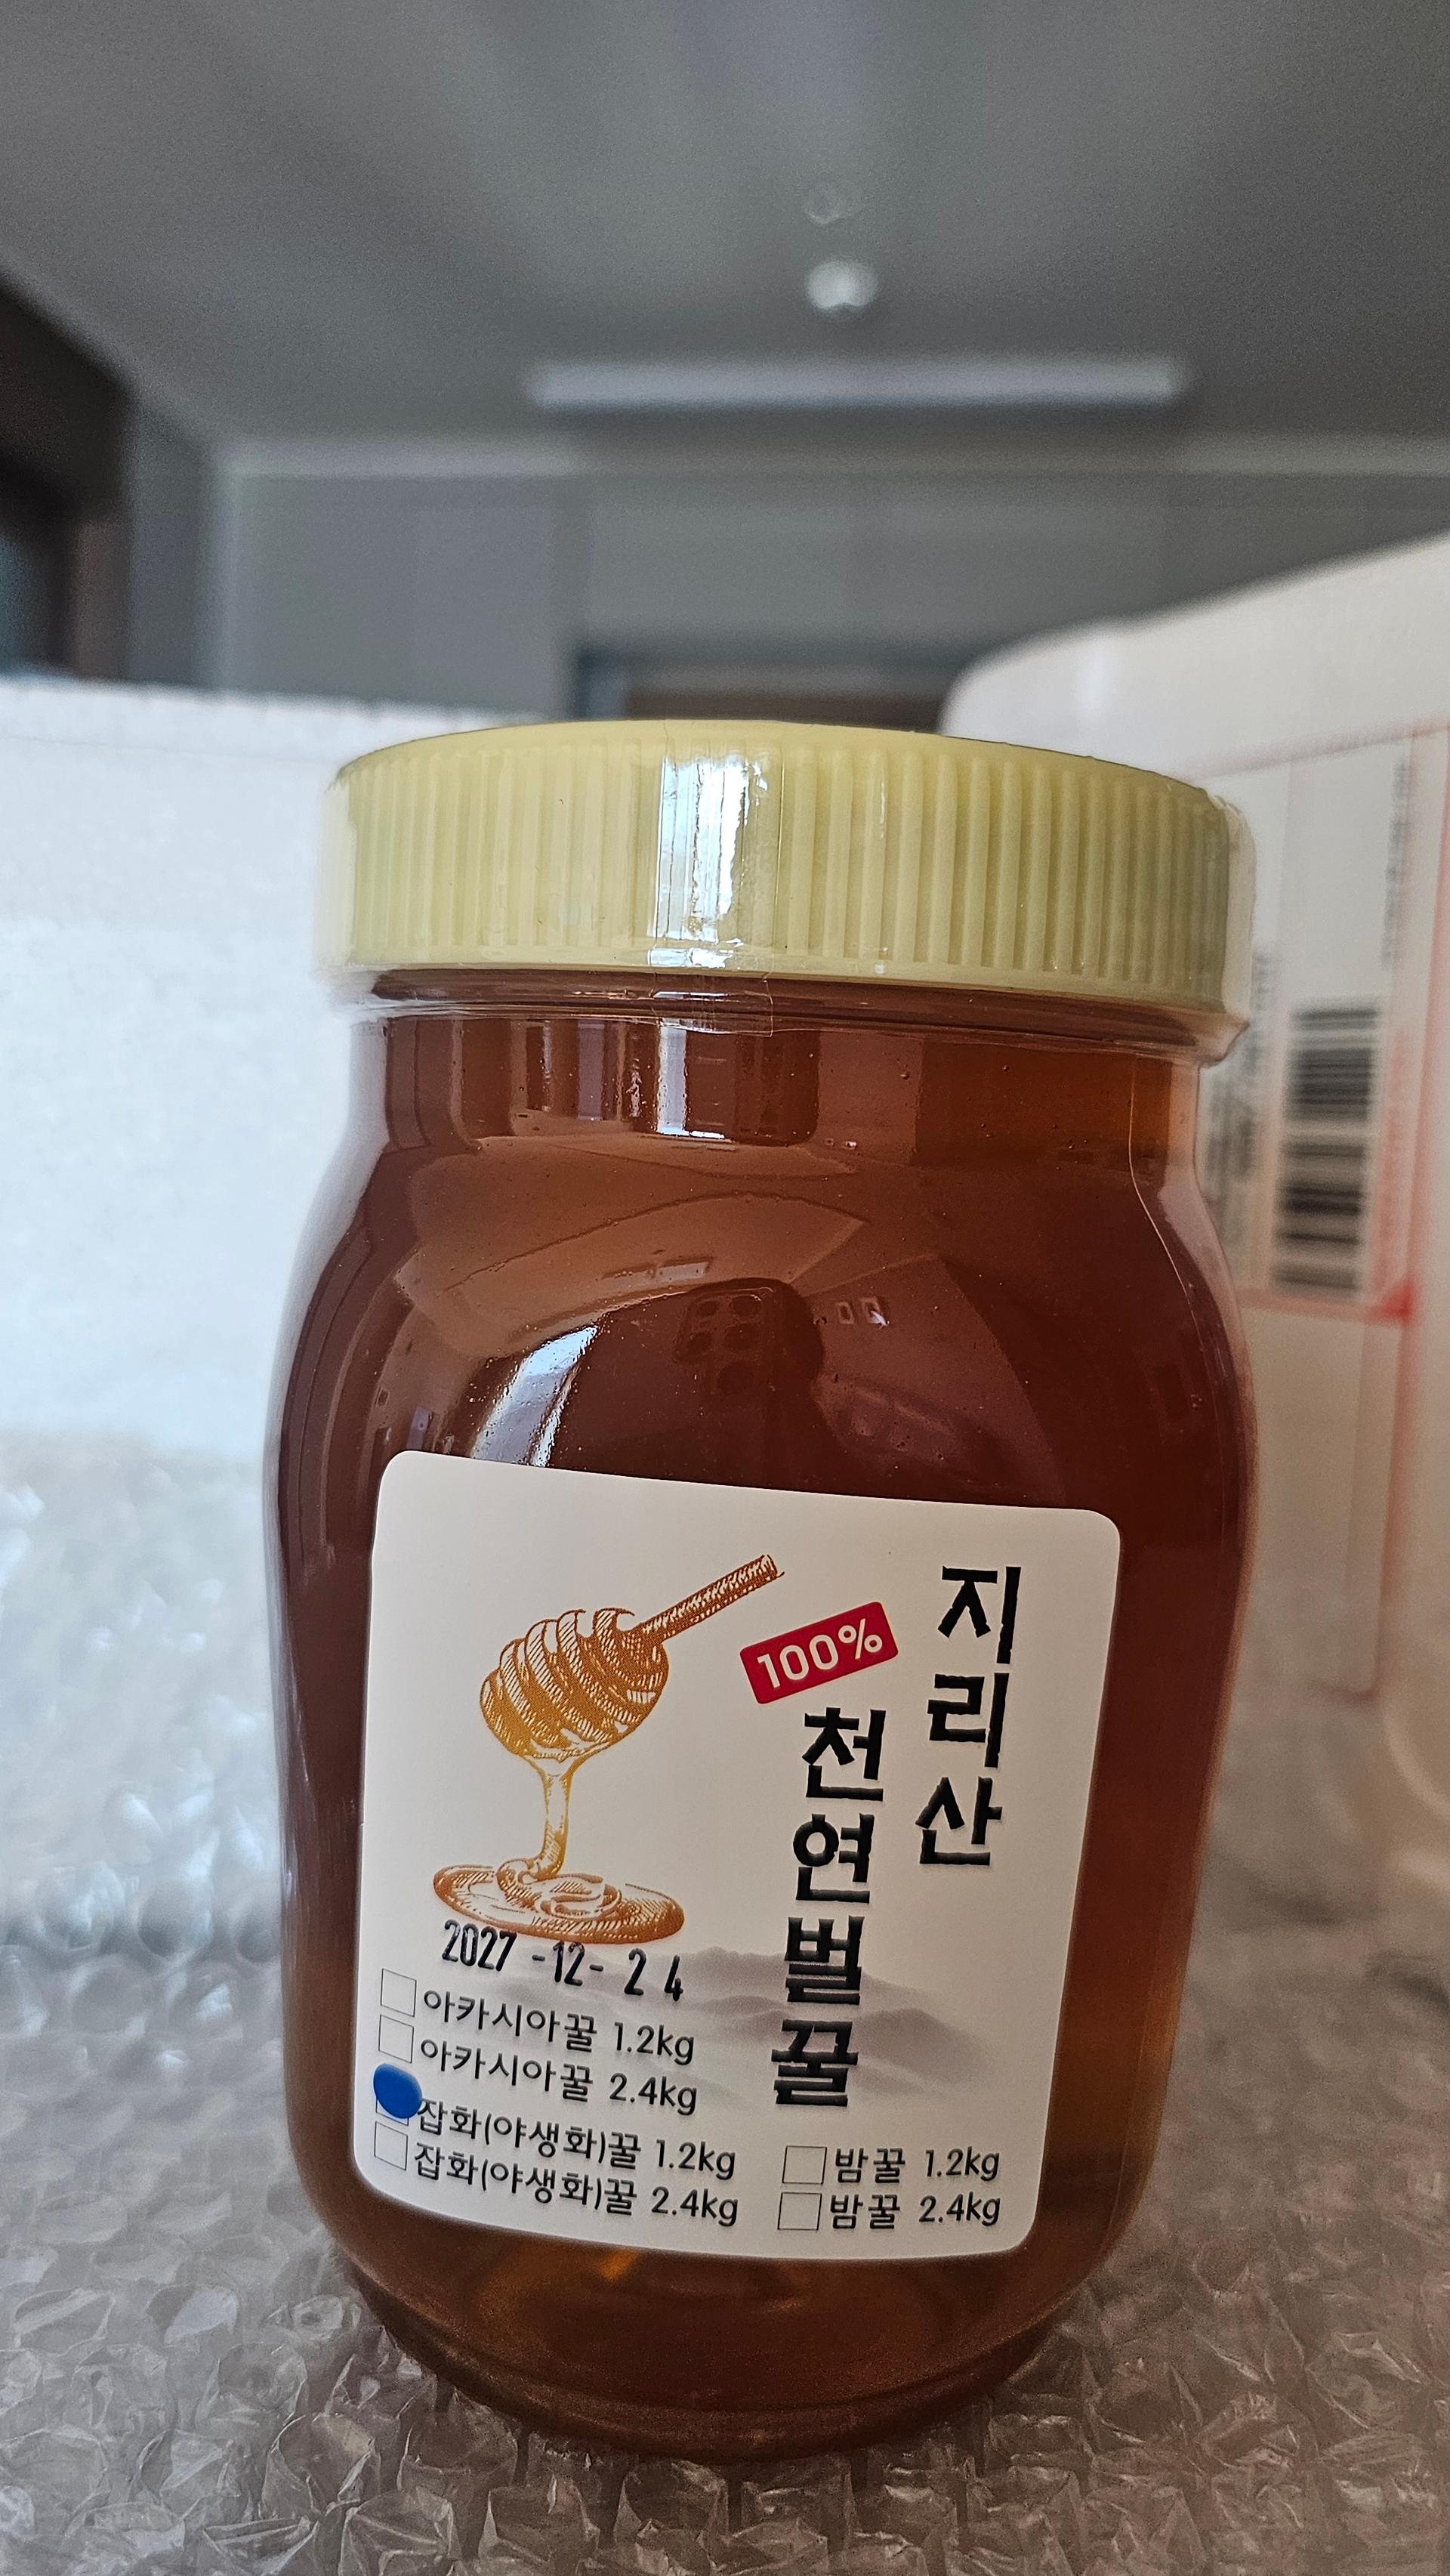 지리산
100%
천연벌꿀
2027 -12- 24
아카시아꿀 1.2kg
아카시아꿀 2.4kg
잡화(야생화)꿀 1.2kg
잡화(야생화)꿀 2.4kg
밤꿀 1.2kg
밤꿀 2.4kg